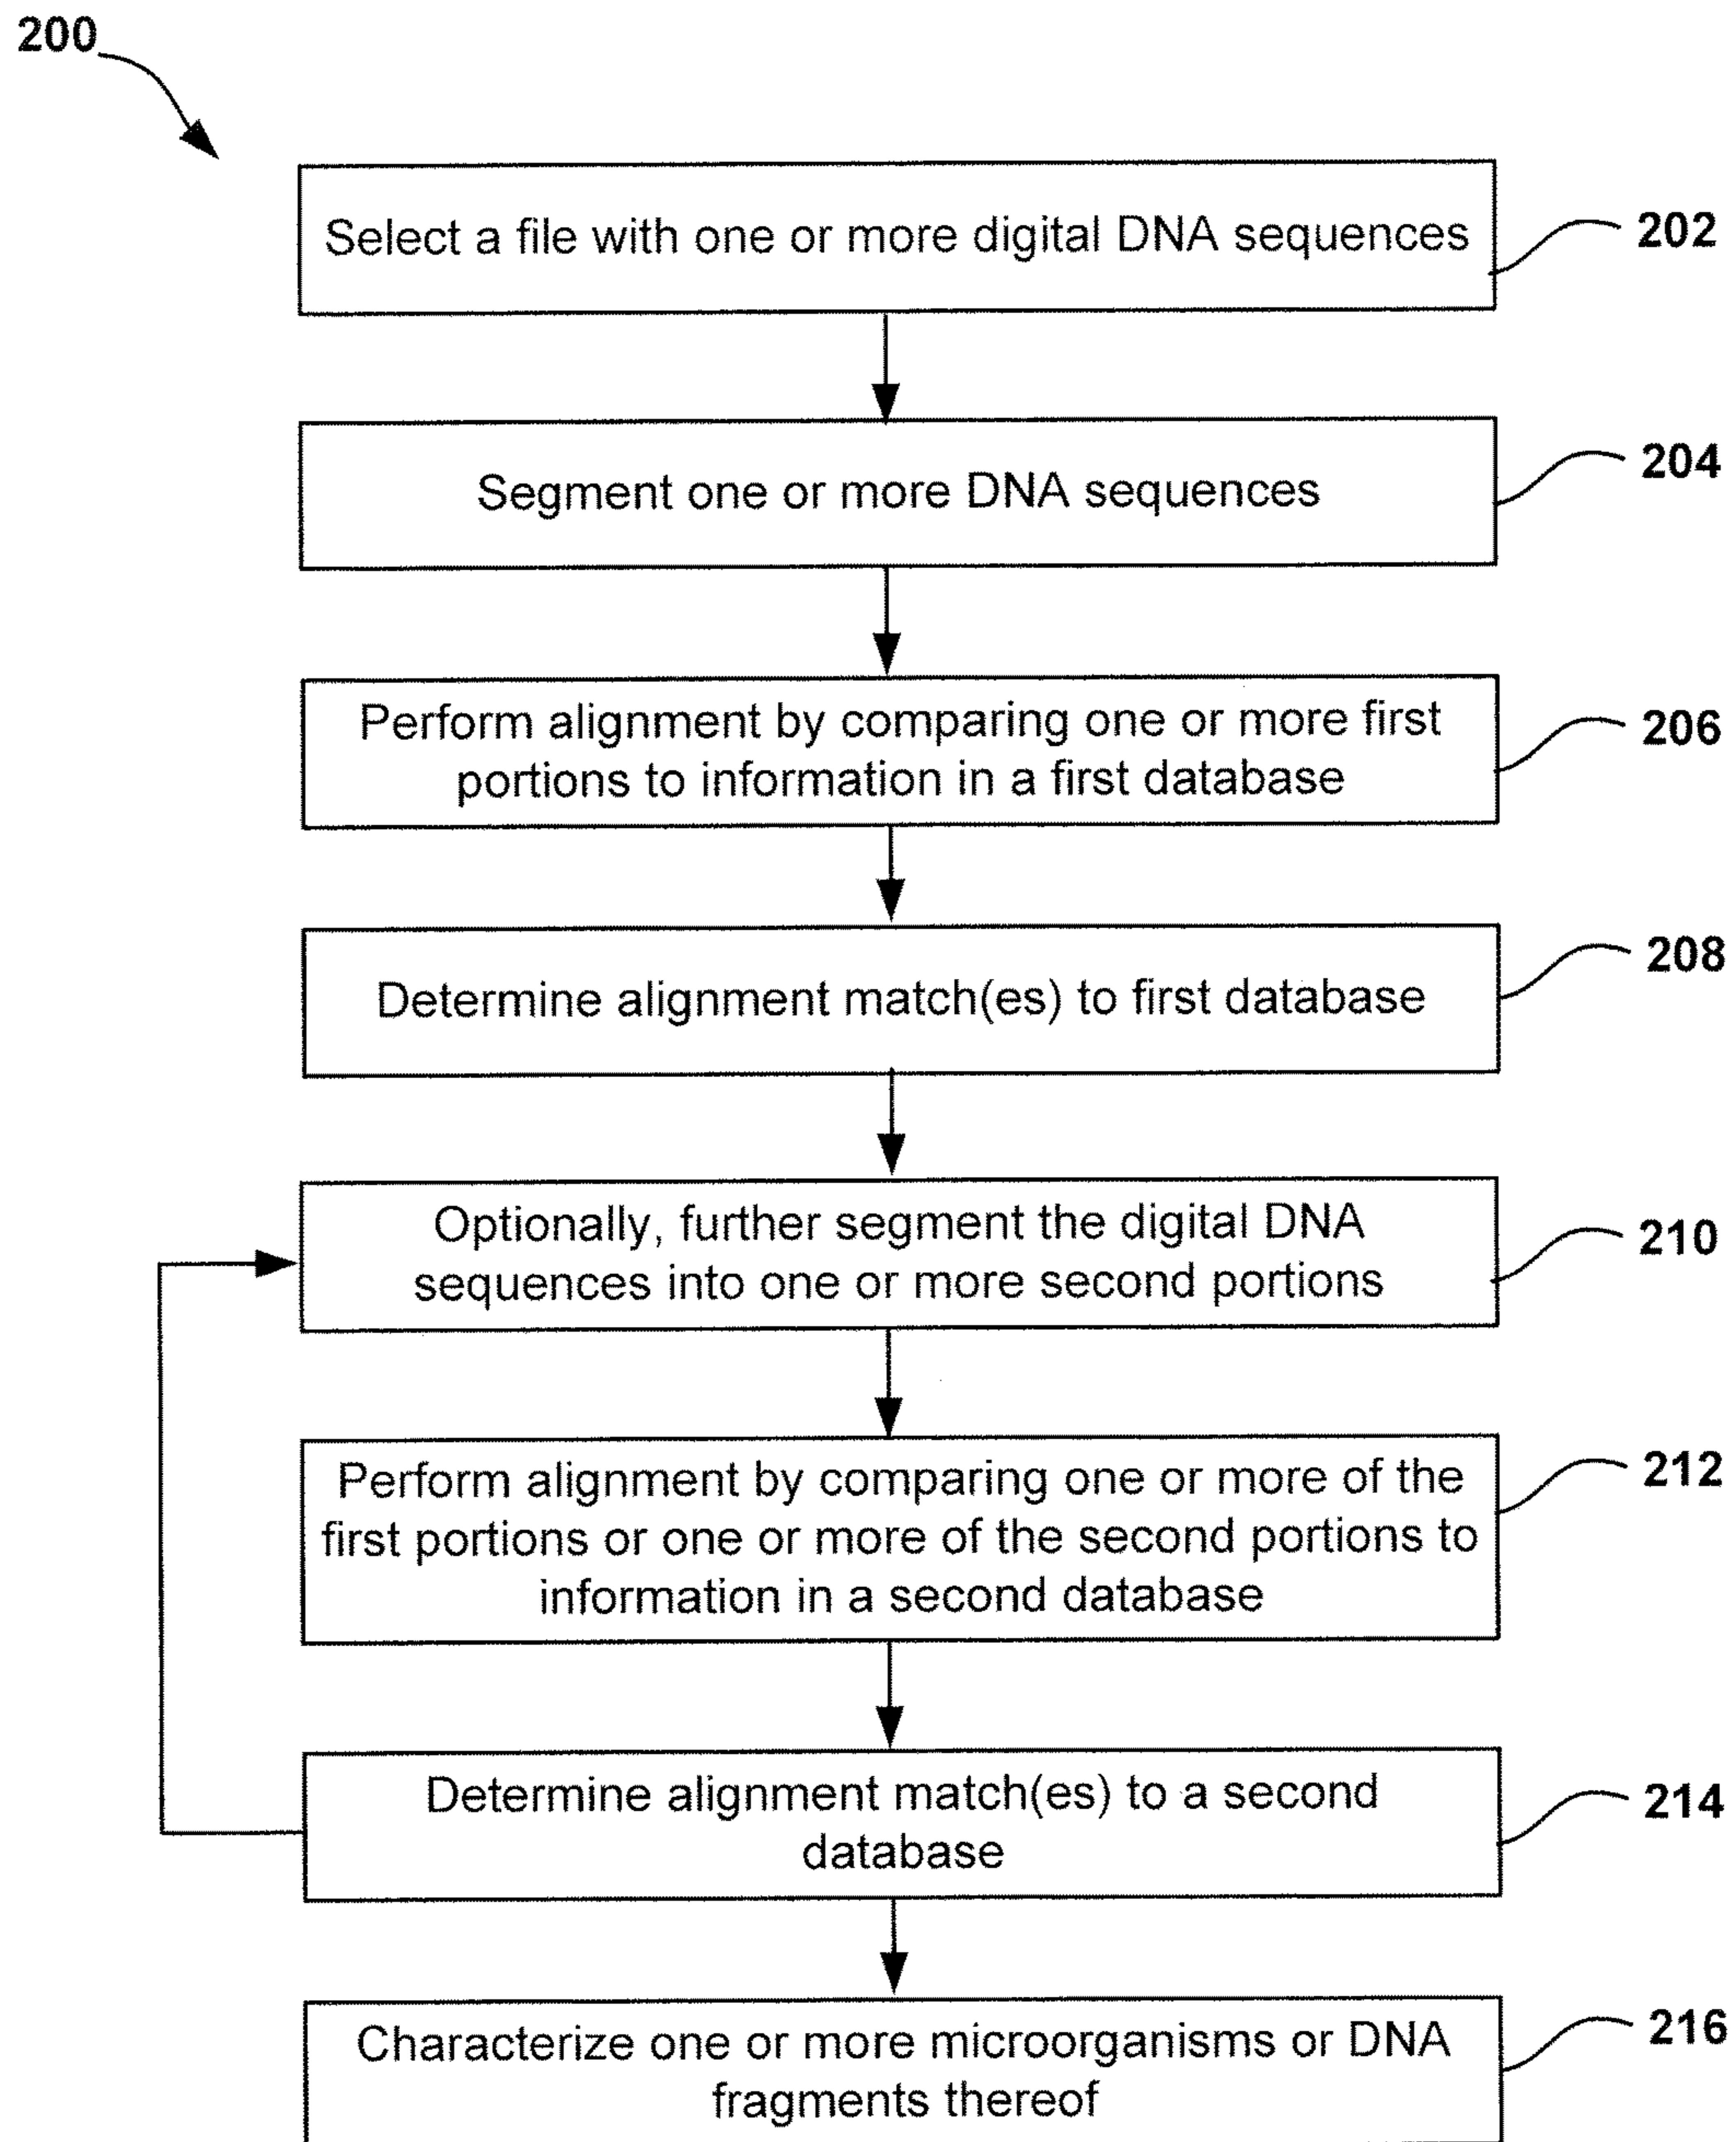 200
Select a file with one or more digital DNA sequences
202
Segment one or more DNA sequences
204
Perform alignment by comparing one or more first
portions to information in a first database
206
Determine alignment match(es) to first database
208
Optionally, further segment the digital DNA
sequences into one or more second portions
210
Perform alignment by comparing one or more of the
first portions or one or more of the second portions to
information in a second database
212
Determine alignment match(es) to a second
database
214
Characterize one or more microorganisms or DNA
fragments thereof
216